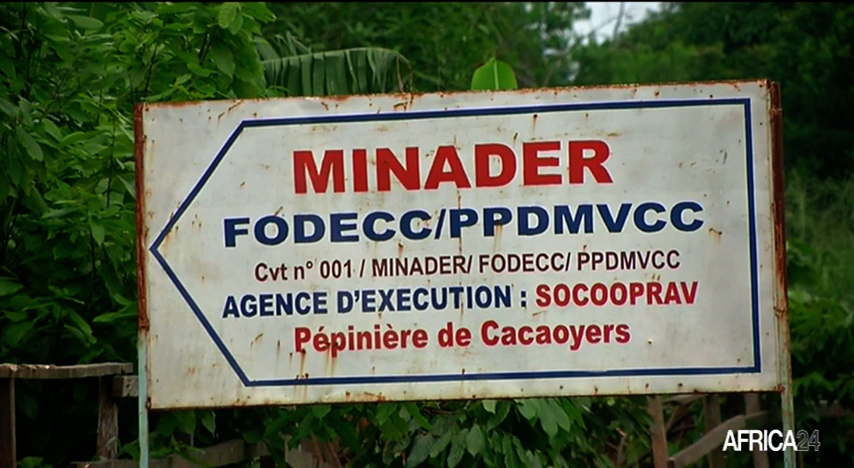 MINADER
FODECC/PPDMVCC
Cvt n° 001 / MINADER/ FODECC/ PPDMVCC
AGENCE D'EXECUTION : SOCOOPRAV
Pépinière de Cacaoyers
AFRICA24